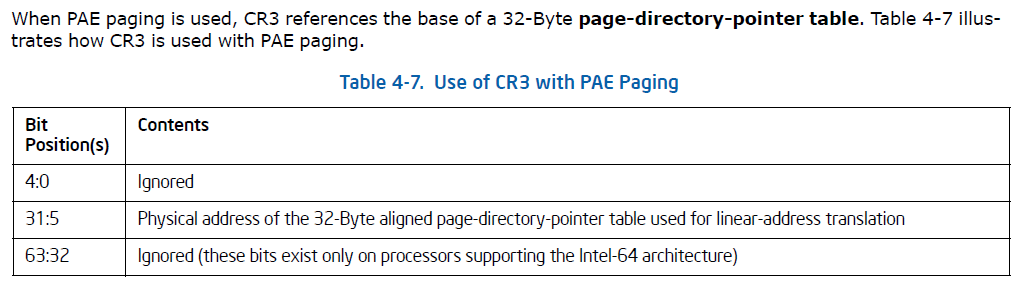 When PAE paging is used, CR3 references the base of a 32-Byte page-directory-pointer table. Table 4-7 illus-
trates how CR3 is used with PAE paging.
Table 4-7. Use of CR3 with PAE Paging
Bit Position(s) Contents
4:0 Ignored
31:5 Physical address of the 32-Byte aligned page-directory-pointer table used for linear-address translation
63:32 Ignored (these bits exist only on processors supporting the Intel-64 architecture)